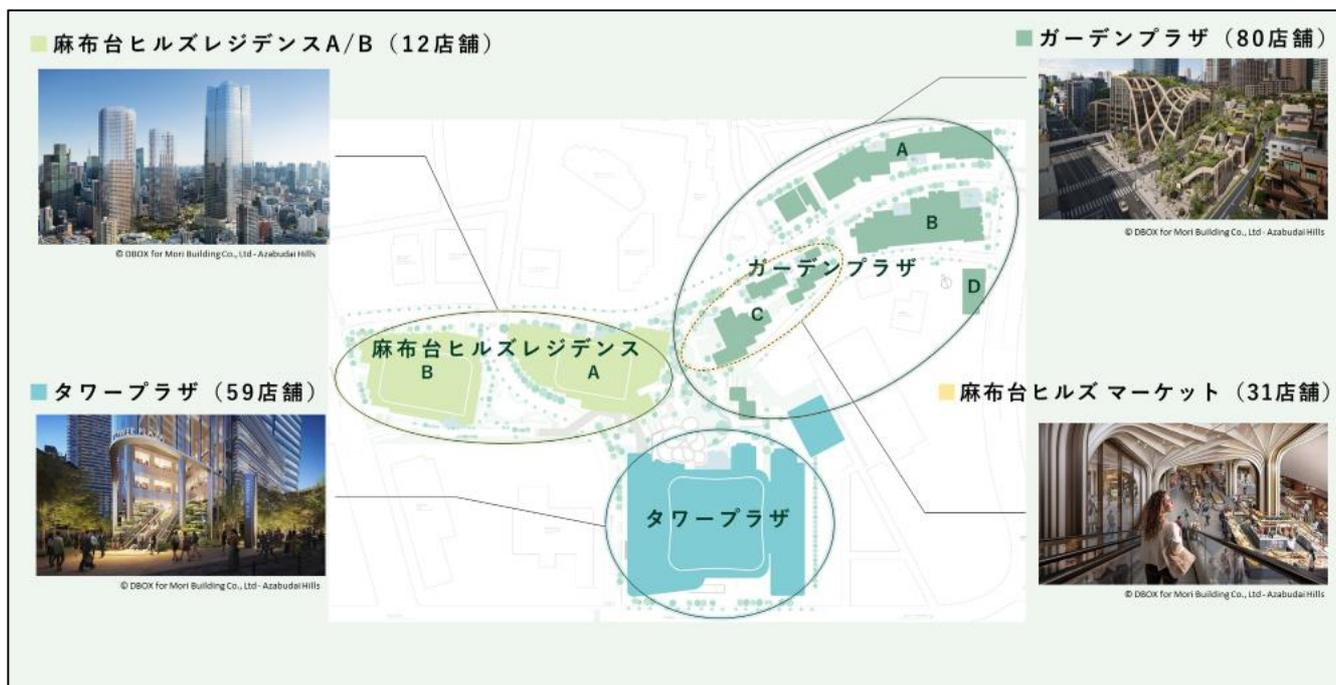 麻布台ヒルズレジデンスA/B（12店舗）
© DBOX for Mori Building Co., Ltd - Azabudai Hills
ガーデンプラザ（80店舗）
© DBOX for Mori Building Co., Ltd - Azabudai Hills
A
B
ガーデンプラザ
D
C
麻布台ヒルズレジデンス
B
A
タワープラザ（59店舗）
© DBOX for Mori Building Co., Ltd - Azabudai Hills
タワープラザ
麻布台ヒルズ マーケット（31店舗）
© DBOX for Mori Building Co., Ltd - Azabudai Hills